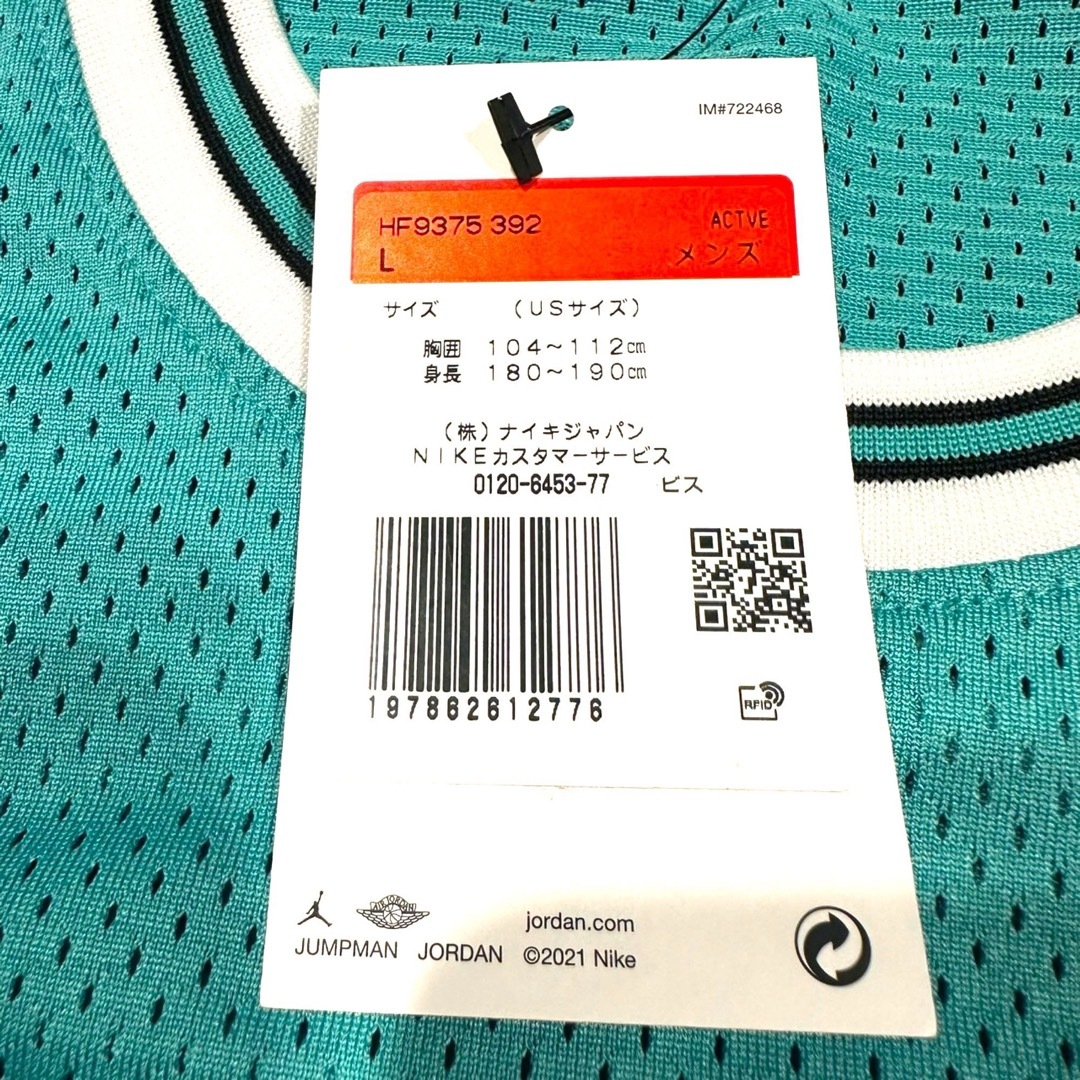 IM#722468
HF9375 392 ACTVE
L メンズ
サイズ (USサイズ)
胸囲 104~112cm
身長 180~190cm
(株)ナイキジャパン
NIKEカスタマーサービス
0120-6453-77 ビス
197862612776
RFID
AIR JORDAN
jordan.com
JUMPMAN JORDAN ©2021 Nike